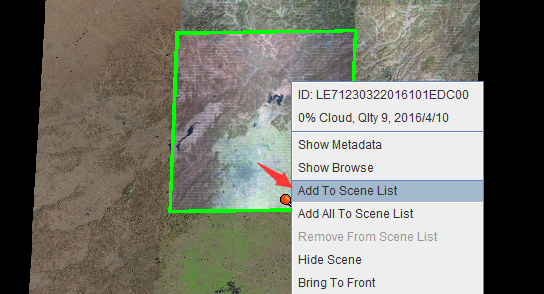 ID: LE71230322016101EDC00
0% Cloud, Qlty 9, 2016/4/10
Show Metadata
Show Browse
Add To Scene List
Add All To Scene List
Remove From Scene List
Hide Scene
Bring To Front